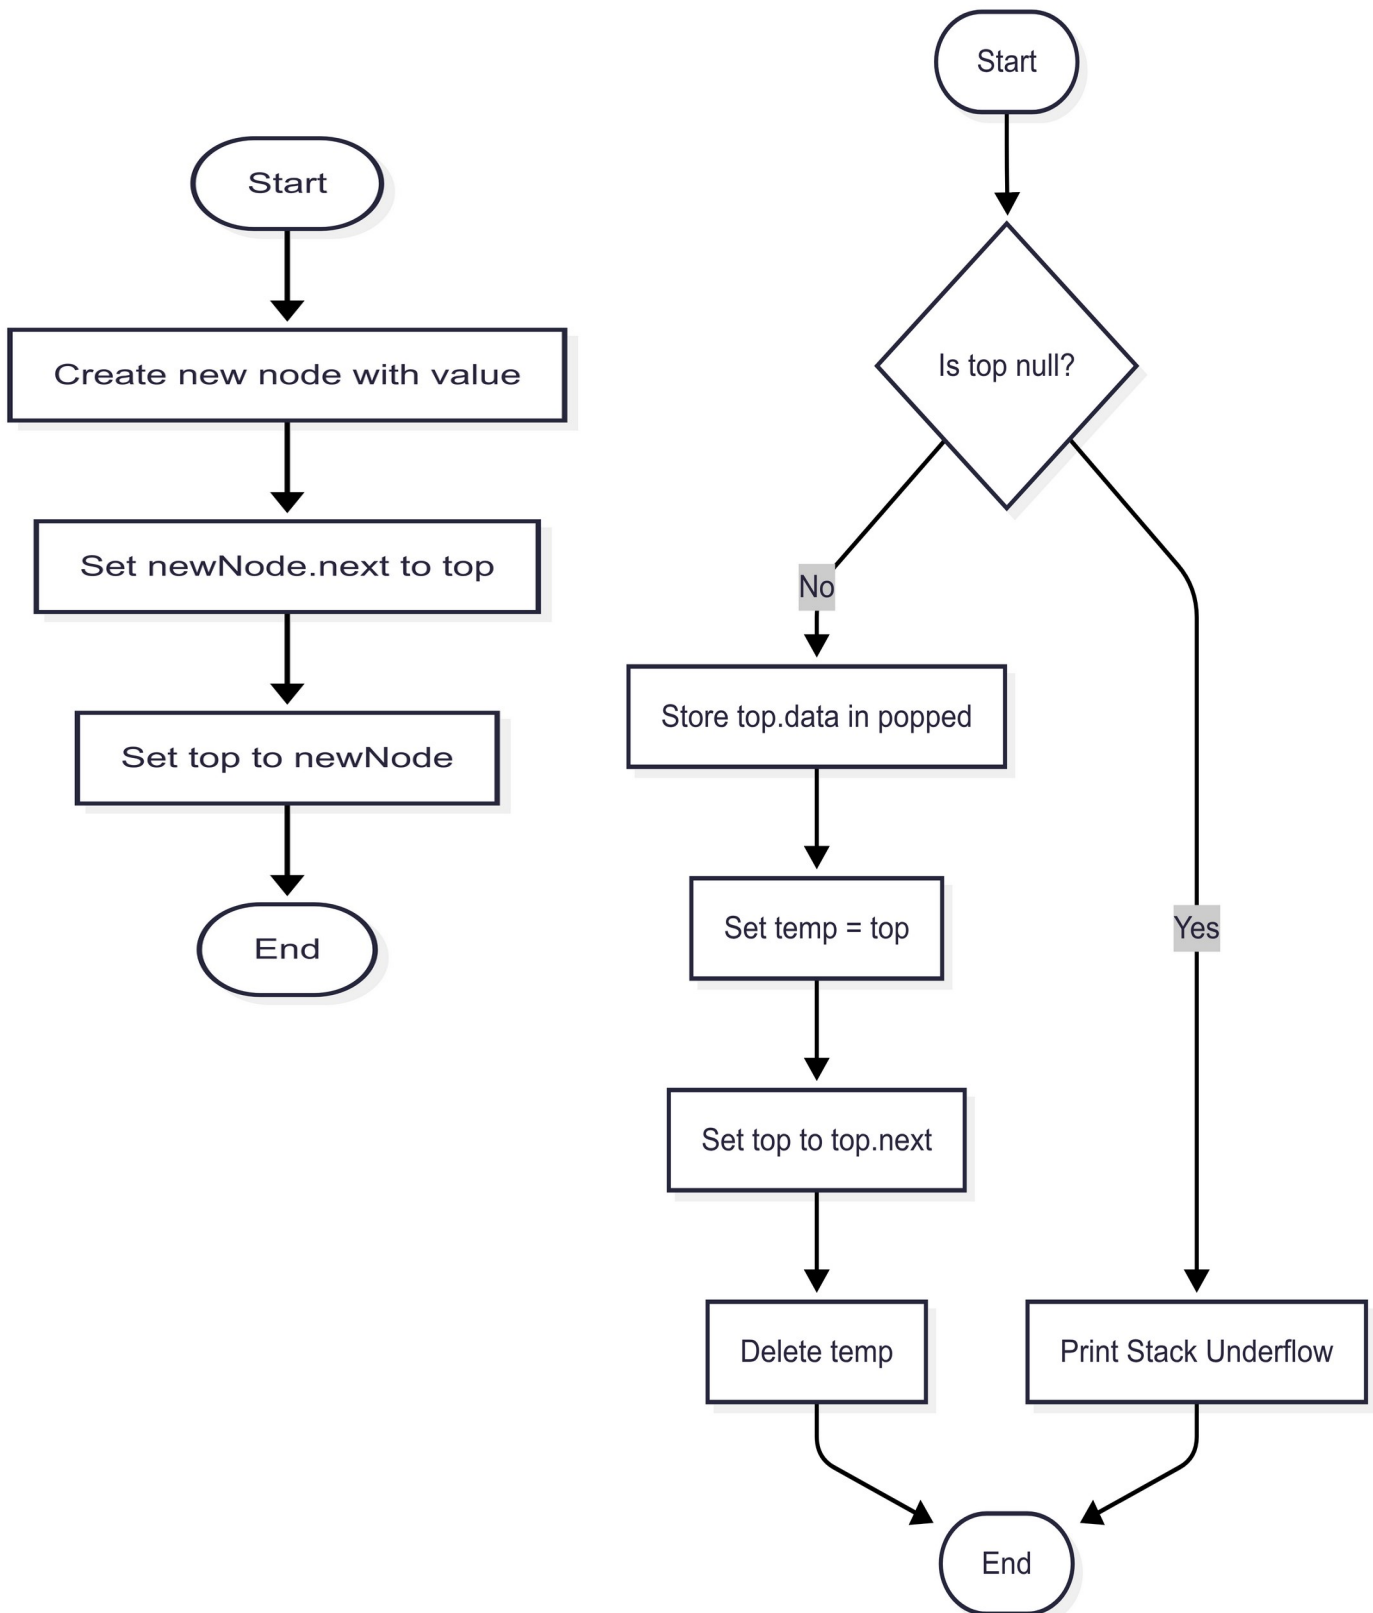 Start
Create new node with value
Set newNode.next to top
Set top to newNode
End
Start
Is top null?
No
Store top.data in popped
Set temp = top
Set top to top.next
Delete temp
Yes
Print Stack Underflow
End